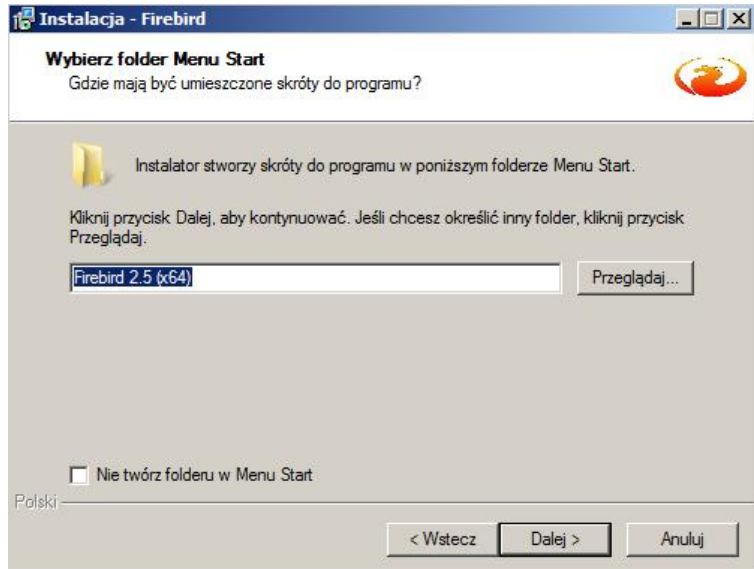 Instalacja - Firebird
Wybierz folder Menu Start
Gdzie mają być umieszczone skróty do programu?
Instalator stworzy skróty do programu w poniższym folderze Menu Start.
Kliknij przycisk Dalej, aby kontynuować. Jeśli chcesz określić inny folder, kliknij przycisk
Przeglądaj.
Firebird 2.5 (x64)
Przeglądaj...
Nie twórz folderu w Menu Start
Polski
< Wstecz
Dalej >
Anuluj